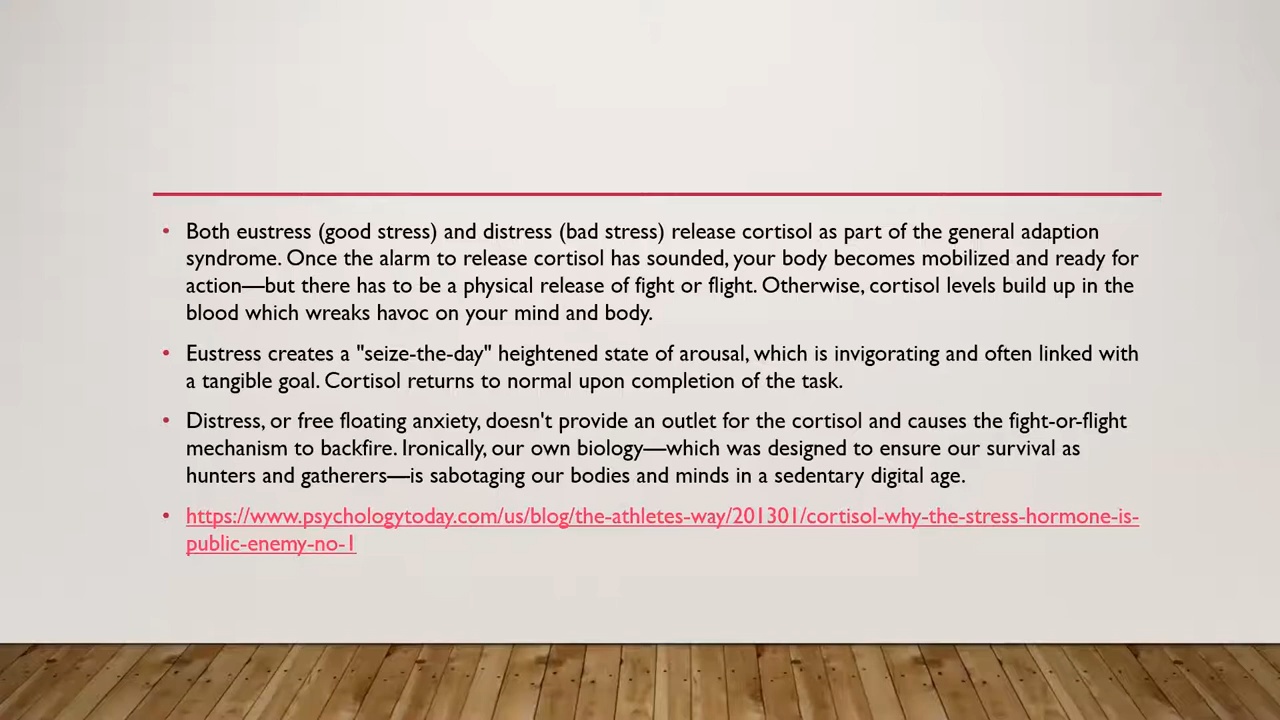 • Both eustress (good stress) and distress (bad stress) release cortisol as part of the general adaption
syndrome. Once the alarm to release cortisol has sounded, your body becomes mobilized and ready for
action—but there has to be a physical release of fight or flight. Otherwise, cortisol levels build up in the
blood which wreaks havoc on your mind and body.
• Eustress creates a "seize-the-day" heightened state of arousal, which is invigorating and often linked with
a tangible goal. Cortisol returns to normal upon completion of the task.
• Distress, or free floating anxiety, doesn't provide an outlet for the cortisol and causes the fight-or-flight
mechanism to backfire. Ironically, our own biology—which was designed to ensure our survival as
hunters and gatherers—is sabotaging our bodies and minds in a sedentary digital age.
• https://www.psychologytoday.com/us/blog/the-athletes-way/201301/cortisol-why-the-stress-hormone-is-
public-enemy-no-1